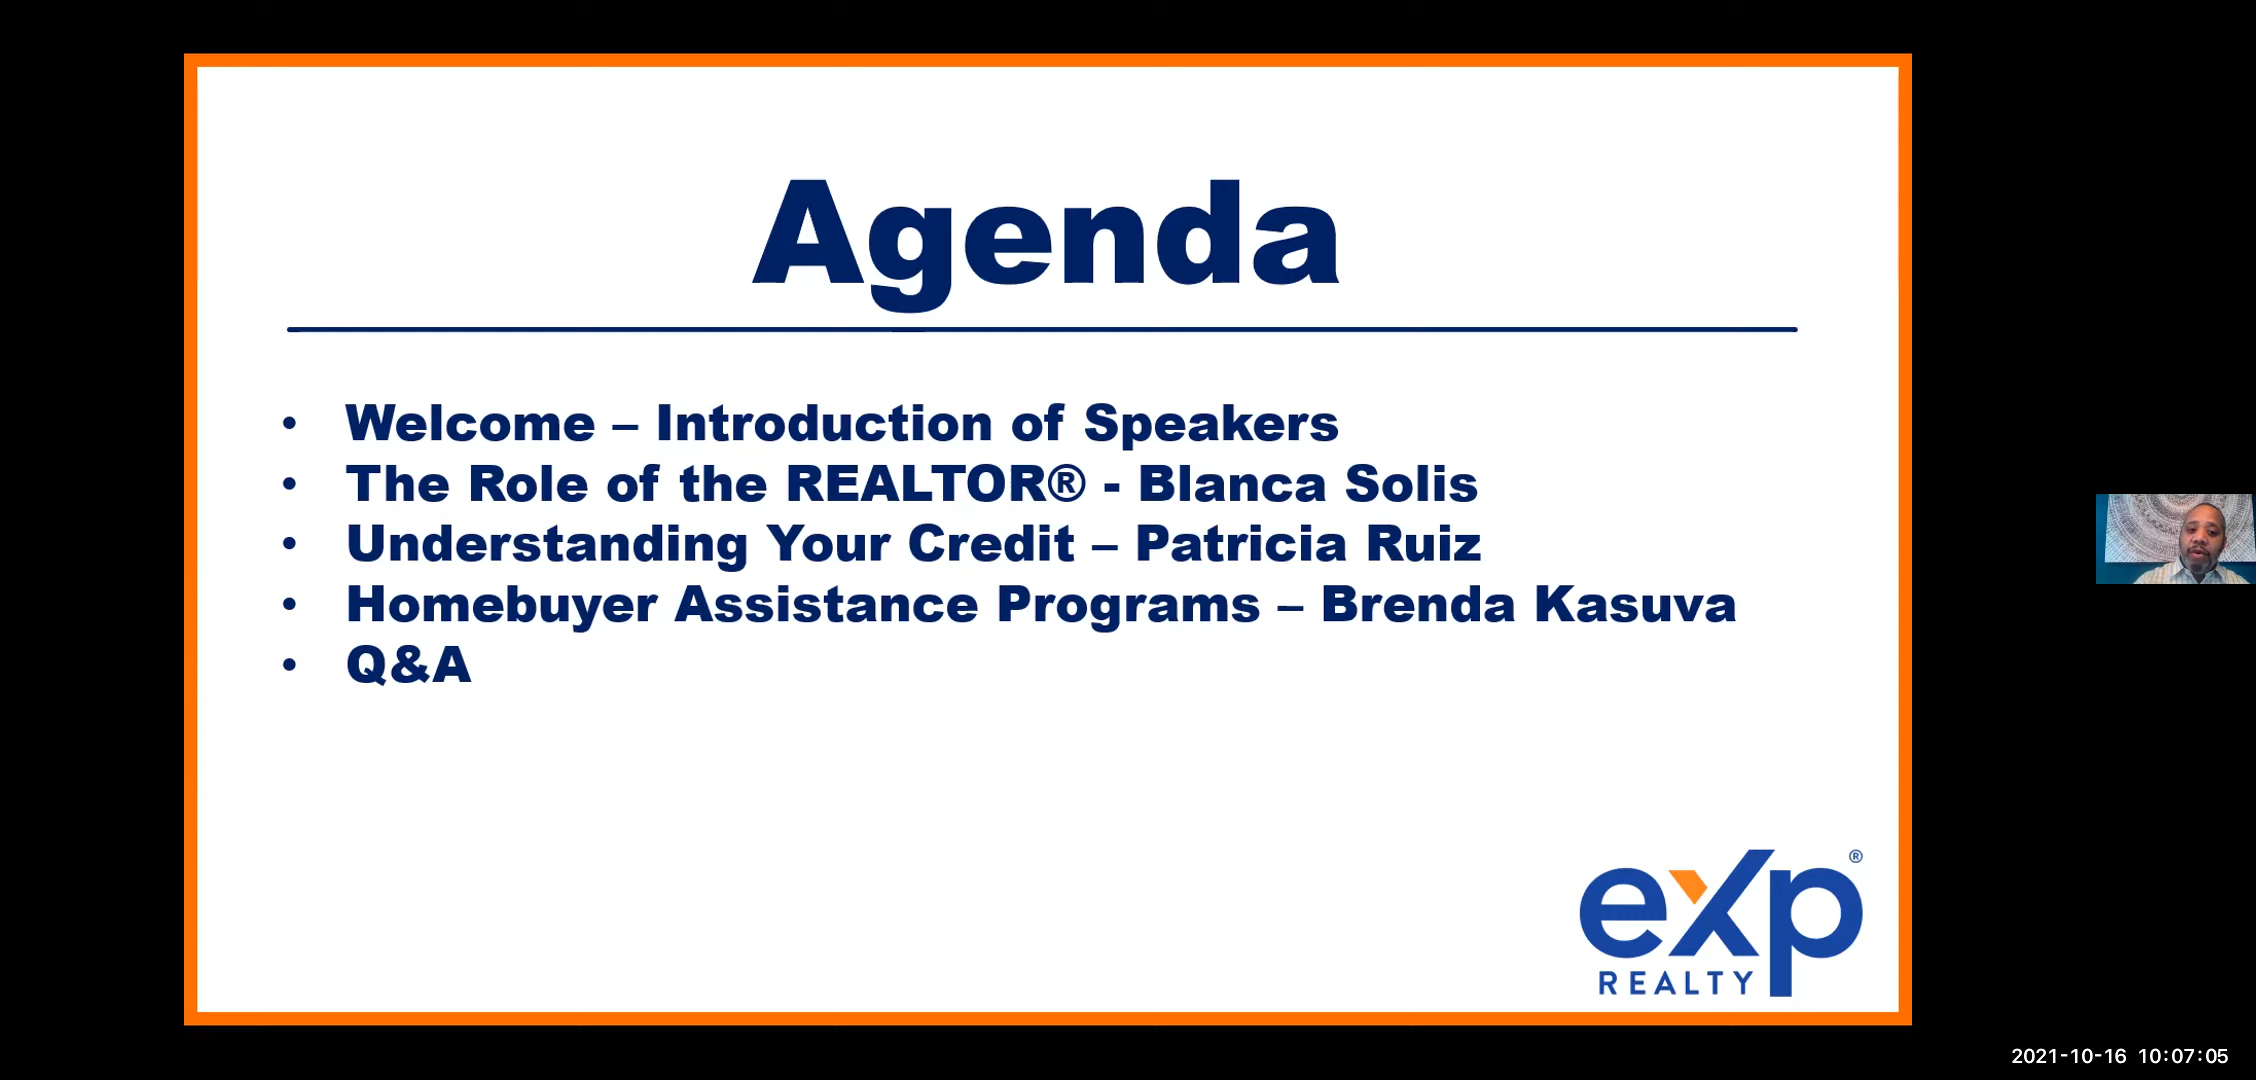 Agenda
• Welcome – Introduction of Speakers
• The Role of the REALTOR® - Blanca Solis
• Understanding Your Credit – Patricia Ruiz
• Homebuyer Assistance Programs – Brenda Kasuva
• Q&A
eXp®
REALTY
2021-10-16 10:07:05